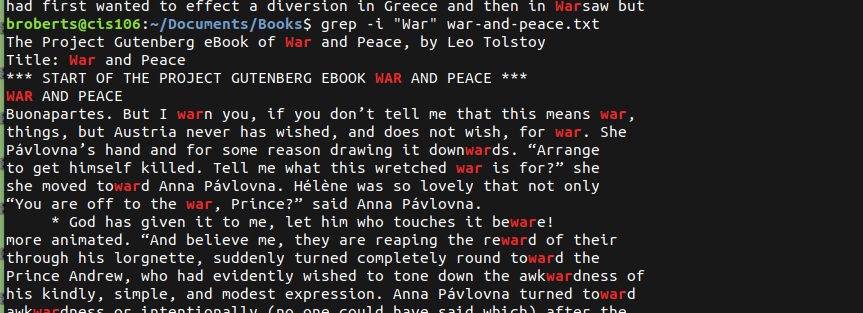 had first wanted to effect a diversion in Greece and then in Warsaw but
broberts@cis106:~/Documents/Books$ grep -i "War" war-and-peace.txt
The Project Gutenberg eBook of War and Peace, by Leo Tolstoy
Title: War and Peace
*** START OF THE PROJECT GUTENBERG EBOOK WAR AND PEACE ***
WAR AND PEACE
Buonapartes. But I warn you, if you don’t tell me that this means war,
things, but Austria never has wished, and does not wish, for war. She
Pávlovna’s hand and for some reason drawing it downwards. “Arrange
to get himself killed. Tell me what this wretched war is for?” she
she moved toward Anna Pávlovna. Hélène was so lovely that not only
“You are off to the war, Prince?” said Anna Pávlovna.
* God has given it to me, let him who touches it beware!
more animated. “And believe me, they are reaping the reward of their
through his lorgnette, suddenly turned completely round toward the
Prince Andrew, who had evidently wished to tone down the awkwardness of
his kindly, simple, and modest expression. Anna Pávlovna turned toward
awkwardness or intentionally (no one could have said which) after the